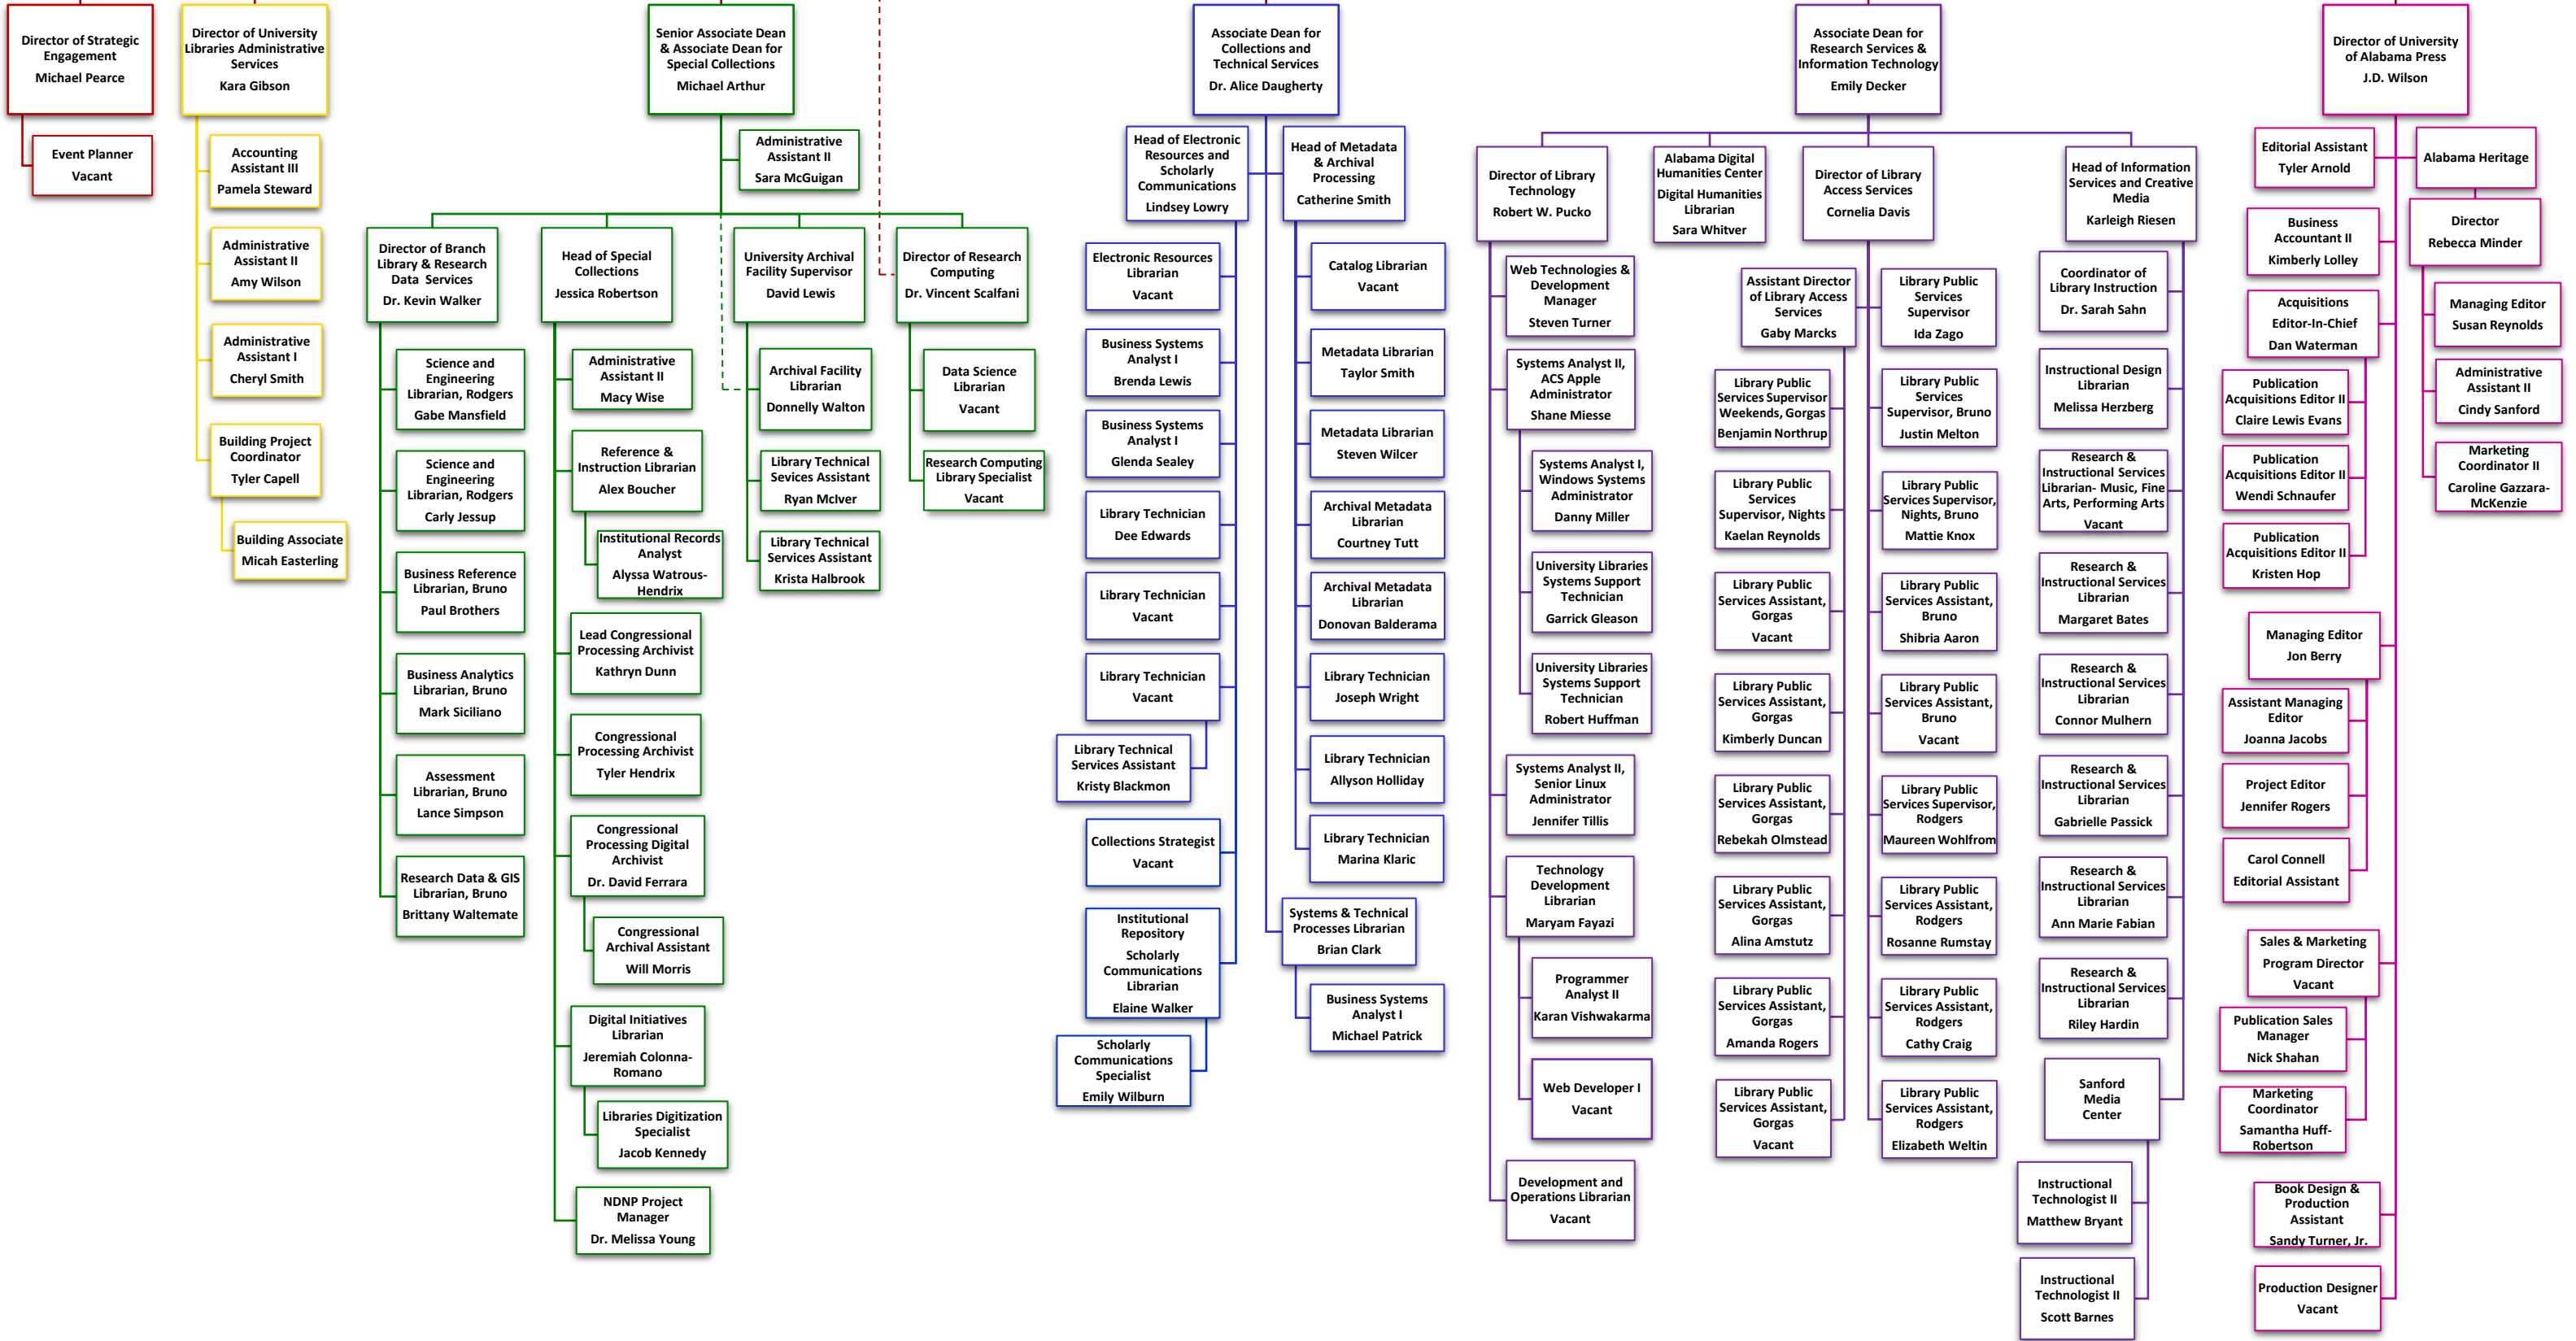 Director of Strategic
Engagement
Michael Pearce
Event Planner
Vacant
Director of University
Libraries Administrative
Services
Kara Gibson
Accounting
Assistant III
Pamela Steward
Administrative
Assistant II
Amy Wilson
Administrative
Assistant I
Cheryl Smith
Building Project
Coordinator
Tyler Capell
Building Associate
Micah Easterling
Senior Associate Dean
& Associate Dean for
Special Collections
Michael Arthur
Administrative
Assistant II
Sara McGuigan
Director of Branch
Library & Research
Data Services
Dr. Kevin Walker
Science and
Engineering
Librarian, Rodgers
Gabe Mansfield
Science and
Engineering
Librarian, Rodgers
Carly Jessup
Business Reference
Librarian, Bruno
Paul Brothers
Business Analytics
Librarian, Bruno
Mark Siciliano
Assessment
Librarian, Bruno
Lance Simpson
Research Data & GIS
Librarian, Bruno
Brittany Waltemate
Head of Special
Collections
Jessica Robertson
Administrative
Assistant II
Macy Wise
Reference &
Instruction Librarian
Alex Boucher
Institutional Records
Analyst
Alyssa Watrous-
Hendrix
Lead Congressional
Processing Archivist
Kathryn Dunn
Congressional
Processing Archivist
Tyler Hendrix
Congressional
Processing Digital
Archivist
Dr. David Ferrara
Congressional
Archival Assistant
Will Morris
Digital Initiatives
Librarian
Jeremiah Colonna-
Romano
Libraries Digitization
Specialist
Jacob Kennedy
NDNP Project
Manager
Dr. Melissa Young
University Archival
Facility Supervisor
David Lewis
Archival Facility
Librarian
Donnelly Walton
Library Technical
Sevices Assistant
Ryan McIver
Library Technical
Services Assistant
Krista Halbrook
Director of Research
Computing
Dr. Vincent Scalfani
Data Science
Librarian
Vacant
Research Computing
Library Specialist
Vacant
Associate Dean for
Collections and
Technical Services
Dr. Alice Daugherty
Head of Electronic
Resources and
Scholarly
Communications
Lindsey Lowry
Electronic Resources
Librarian
Vacant
Business Systems
Analyst I
Brenda Lewis
Business Systems
Analyst I
Glenda Sealey
Library Technician
Dee Edwards
Library Technician
Vacant
Library Technician
Vacant
Library Technical
Services Assistant
Kristy Blackmon
Collections Strategist
Vacant
Institutional
Repository
Scholarly
Communications
Librarian
Elaine Walker
Scholarly
Communications
Specialist
Emily Wilburn
Head of Metadata
& Archival
Processing
Catherine Smith
Catalog Librarian
Vacant
Metadata Librarian
Taylor Smith
Metadata Librarian
Steven Wilcer
Archival Metadata
Librarian
Courtney Tutt
Archival Metadata
Librarian
Donovan Balderama
Library Technician
Joseph Wright
Library Technician
Allyson Holliday
Library Technician
Marina Klaric
Systems & Technical
Processes Librarian
Brian Clark
Business Systems
Analyst I
Michael Patrick
Associate Dean for
Research Services &
Information Technology
Emily Decker
Director of Library
Technology
Robert W. Pucko
Web Technologies &
Development
Manager
Steven Turner
Systems Analyst II,
ACS Apple
Administrator
Shane Miesse
Systems Analyst I,
Windows Systems
Administrator
Danny Miller
University Libraries
Systems Support
Technician
Garrick Gleason
University Libraries
Systems Support
Technician
Robert Huffman
Systems Analyst II,
Senior Linux
Administrator
Jennifer Tillis
Technology
Development
Librarian
Maryam Fayazi
Programmer
Analyst II
Karan Vishwakarma
Web Developer I
Vacant
Development and
Operations Librarian
Vacant
Alabama Digital
Humanities Center
Digital Humanities
Librarian
Sara Whitver
Director of Library
Access Services
Cornelia Davis
Assistant Director
of Library Access
Services
Gaby Marcks
Library Public
Services Supervisor
Weekends, Gorgas
Benjamin Northrup
Library Public
Services
Supervisor, Nights
Kaelan Reynolds
Library Public
Services Assistant,
Gorgas
Vacant
Library Public
Services Assistant,
Gorgas
Kimberly Duncan
Library Public
Services Assistant,
Gorgas
Rebekah Olmstead
Library Public
Services Assistant,
Gorgas
Alina Amstutz
Library Public
Services Assistant,
Gorgas
Amanda Rogers
Library Public
Services Assistant,
Gorgas
Vacant
Library Public
Services
Supervisor
Ida Zago
Library Public
Services
Supervisor, Bruno
Justin Melton
Library Public
Services Supervisor,
Nights, Bruno
Mattie Knox
Library Public
Services Assistant,
Bruno
Shibria Aaron
Library Public
Services Assistant,
Bruno
Vacant
Library Public
Services Supervisor,
Rodgers
Maureen Wohlfrom
Library Public
Services Assistant,
Rodgers
Rosanne Rumstay
Library Public
Services Assistant,
Rodgers
Cathy Craig
Library Public
Services Assistant,
Rodgers
Elizabeth Weltin
Head of Information
Services and Creative
Media
Karleigh Riesen
Coordinator of
Library Instruction
Dr. Sarah Sahn
Instructional Design
Librarian
Melissa Herzberg
Research &
Instructional Services
Librarian- Music, Fine
Arts, Performing Arts
Vacant
Research &
Instructional Services
Librarian
Margaret Bates
Research &
Instructional Services
Librarian
Connor Mulhern
Research &
Instructional Services
Librarian
Gabrielle Passick
Research &
Instructional Services
Librarian
Ann Marie Fabian
Research &
Instructional Services
Librarian
Riley Hardin
Sanford
Media
Center
Instructional
Technologist II
Matthew Bryant
Instructional
Technologist II
Scott Barnes
Director of University
of Alabama Press
J.D. Wilson
Editorial Assistant
Tyler Arnold
Business
Accountant II
Kimberly Lolley
Acquisitions
Editor-In-Chief
Dan Waterman
Publication
Acquisitions Editor II
Claire Lewis Evans
Publication
Acquisitions Editor II
Wendi Schnaufer
Publication
Acquisitions Editor II
Kristen Hop
Managing Editor
Jon Berry
Assistant Managing
Editor
Joanna Jacobs
Project Editor
Jennifer Rogers
Carol Connell
Editorial Assistant
Sales & Marketing
Program Director
Vacant
Publication Sales
Manager
Nick Shahan
Marketing
Coordinator
Samantha Huff-
Robertson
Book Design &
Production
Assistant
Sandy Turner, Jr.
Production Designer
Vacant
Alabama Heritage
Director
Rebecca Minder
Managing Editor
Susan Reynolds
Administrative
Assistant II
Cindy Sanford
Marketing
Coordinator II
Caroline Gazzara-
McKenzie